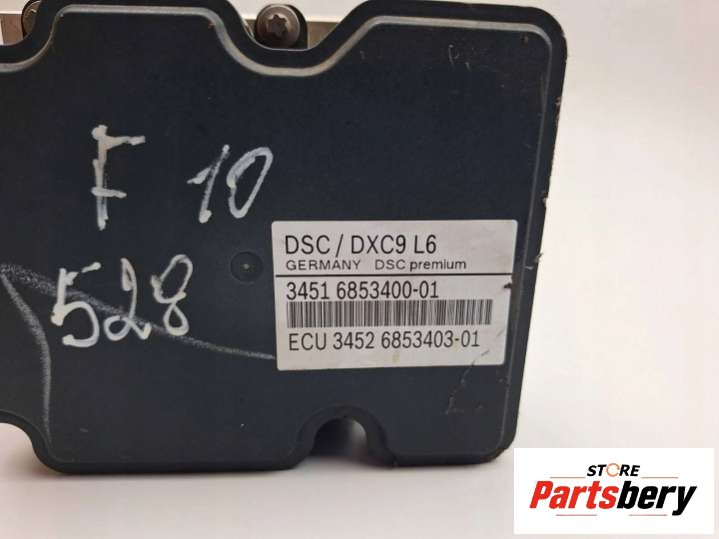 F 10
528
DSC / DXC9 L6
GERMANY DSC premium
3451 6853400-01
ECU 3452 6853403-01
STORE
Partsbery